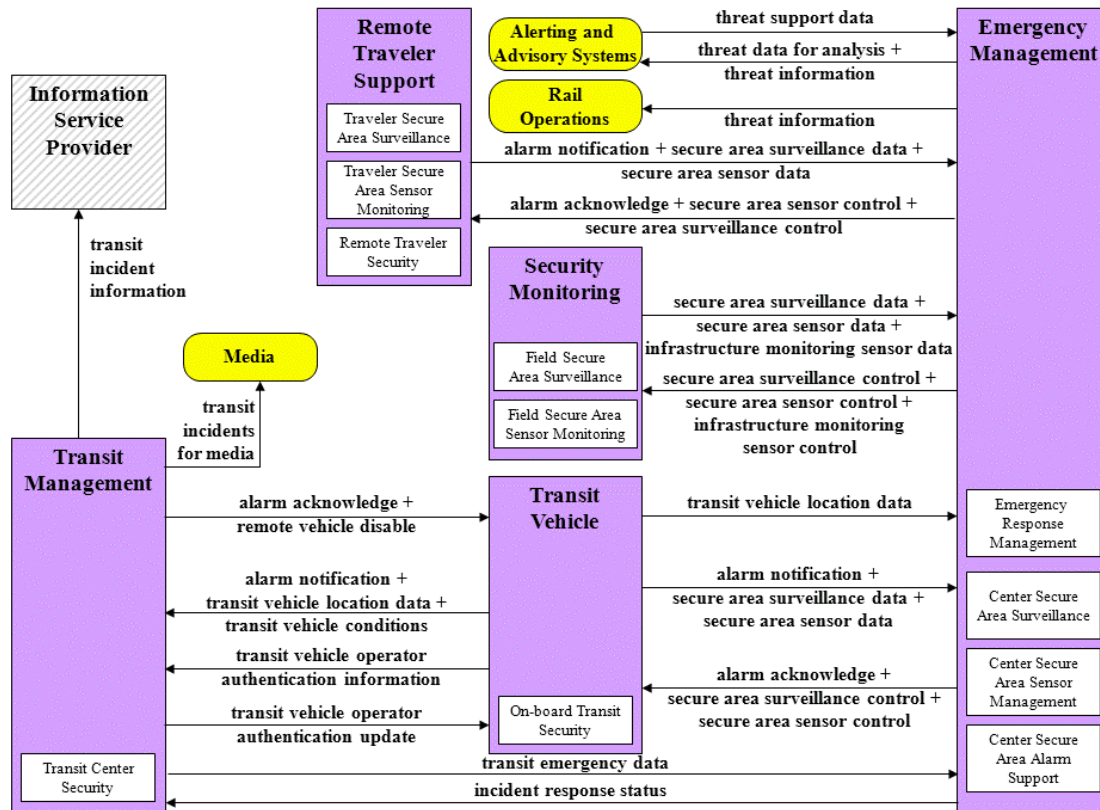 Remote
Traveler
Support
Traveler Secure
Area Surveillance
Traveler Secure
Area Sensor
Monitoring
Remote Traveler
Security
Alerting and
Advisory Systems
Rail
Operations
threat support data
threat data for analysis +
threat information
threat information
alarm notification + secure area surveillance data +
secure area sensor data
alarm acknowledge + secure area sensor control +
secure area surveillance control
Emergency
Management
Information
Service
Provider
transit
incident
information
Security
Monitoring
Field Secure
Area Surveillance
Field Secure Area
Sensor Monitoring
secure area surveillance data +
secure area sensor data +
infrastructure monitoring sensor data
secure area surveillance control +
secure area sensor control +
infrastructure monitoring
sensor control
Media
transit
incidents
for media
Transit
Management
alarm acknowledge +
remote vehicle disable
alarm notification +
transit vehicle location data +
transit vehicle conditions
transit vehicle operator
authentication information
transit vehicle operator
authentication update
Transit Center
Security
Transit
Vehicle
On-board Transit
Security
transit vehicle location data
alarm notification +
secure area surveillance data +
secure area sensor data
alarm acknowledge +
secure area surveillance control +
secure area sensor control
Emergency
Response
Management
Center Secure
Area Surveillance
Center Secure
Area Sensor
Management
Center Secure
Area Alarm
Support
transit emergency data
incident response status